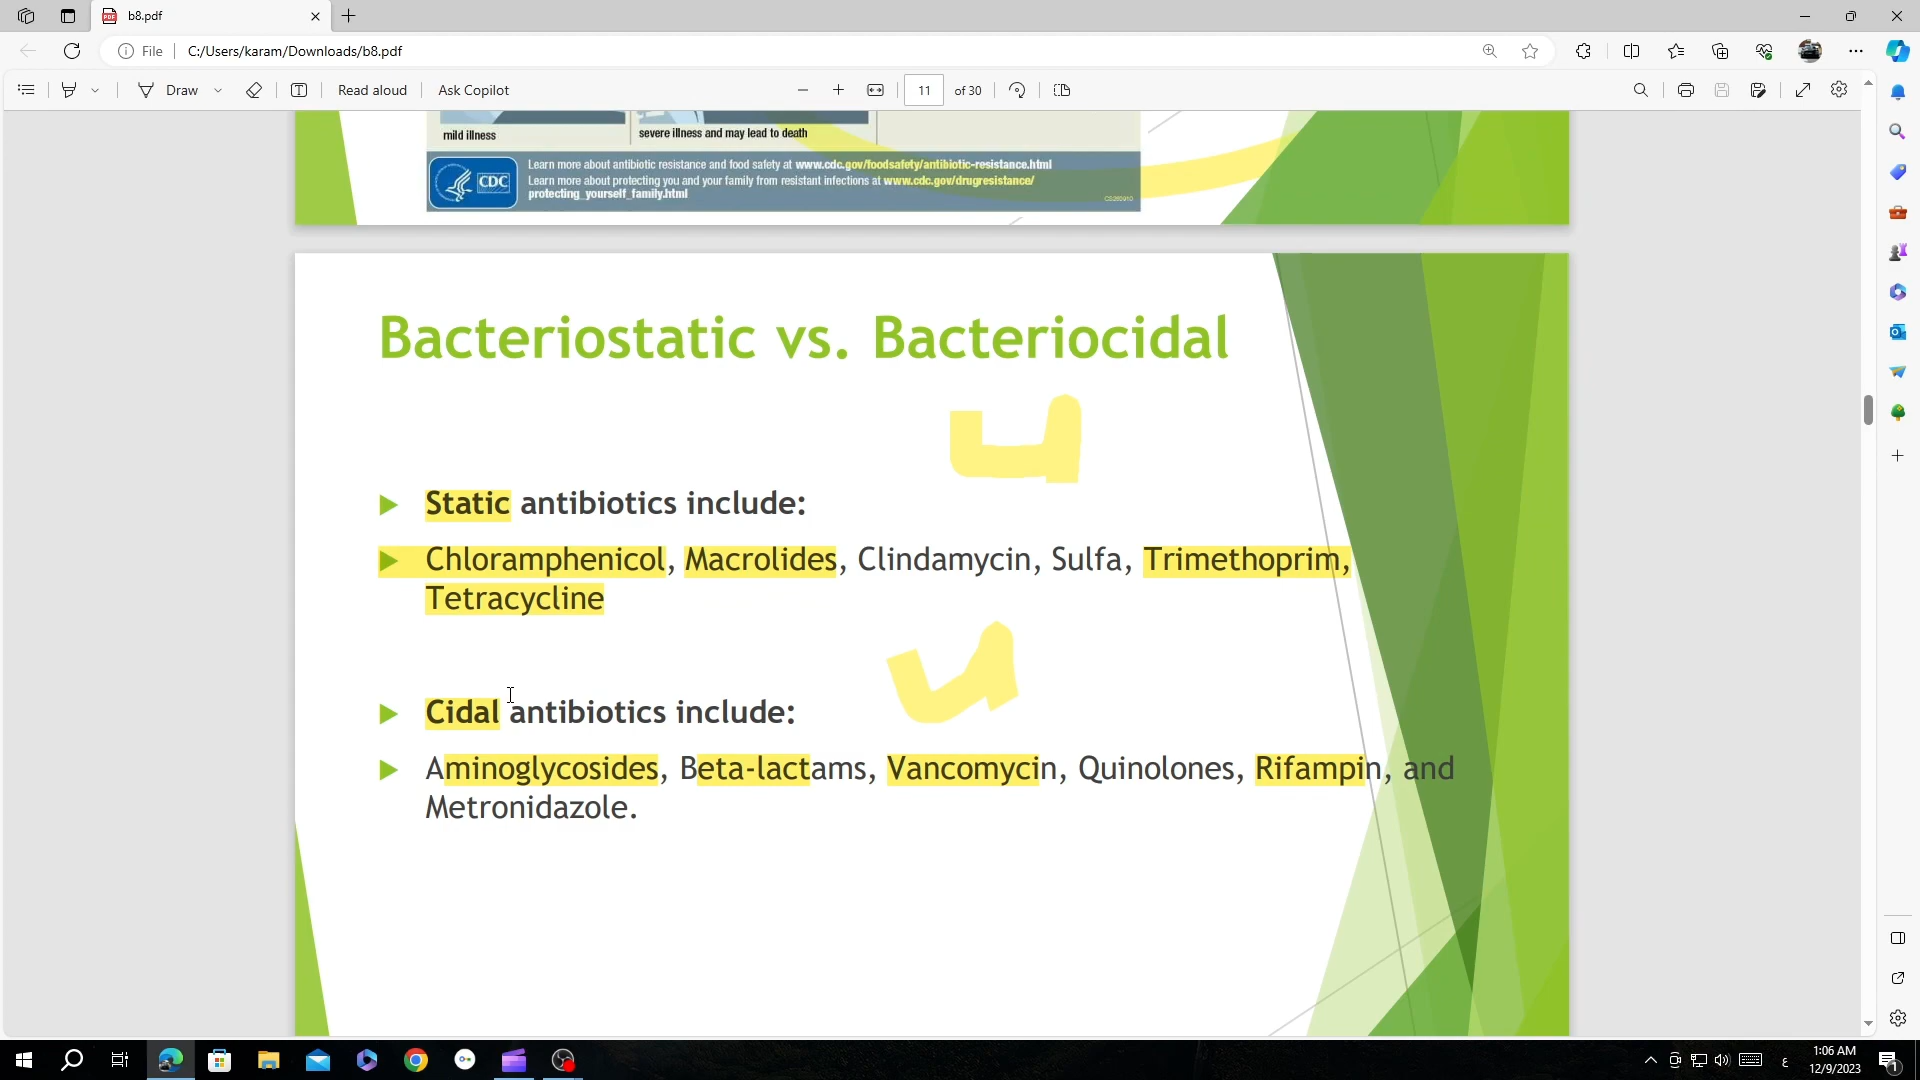 b8.pdf
File
C:/Users/karam/Downloads/b8.pdf
Draw
Read aloud
Ask Copilot
11
of 30
mild illness
severe illness and may lead to death
CDC
Learn more about antibiotic resistance and food safety at www.cdc.gov/foodsafety/antibiotic-resistance.html
Learn more about protecting you and your family from resistant infections at www.cdc.gov/drugresistance/
protecting_yourself_family.html
Bacteriostatic vs. Bacteriocidal
Static antibiotics include:
Chloramphenicol, Macrolides, Clindamycin, Sulfa, Trimethoprim,
Tetracycline
Cidal antibiotics include:
Aminoglycosides, Beta-lactams, Vancomycin, Quinolones, Rifampin, and
Metronidazole.
ع
1:06 AM
12/9/2023
1